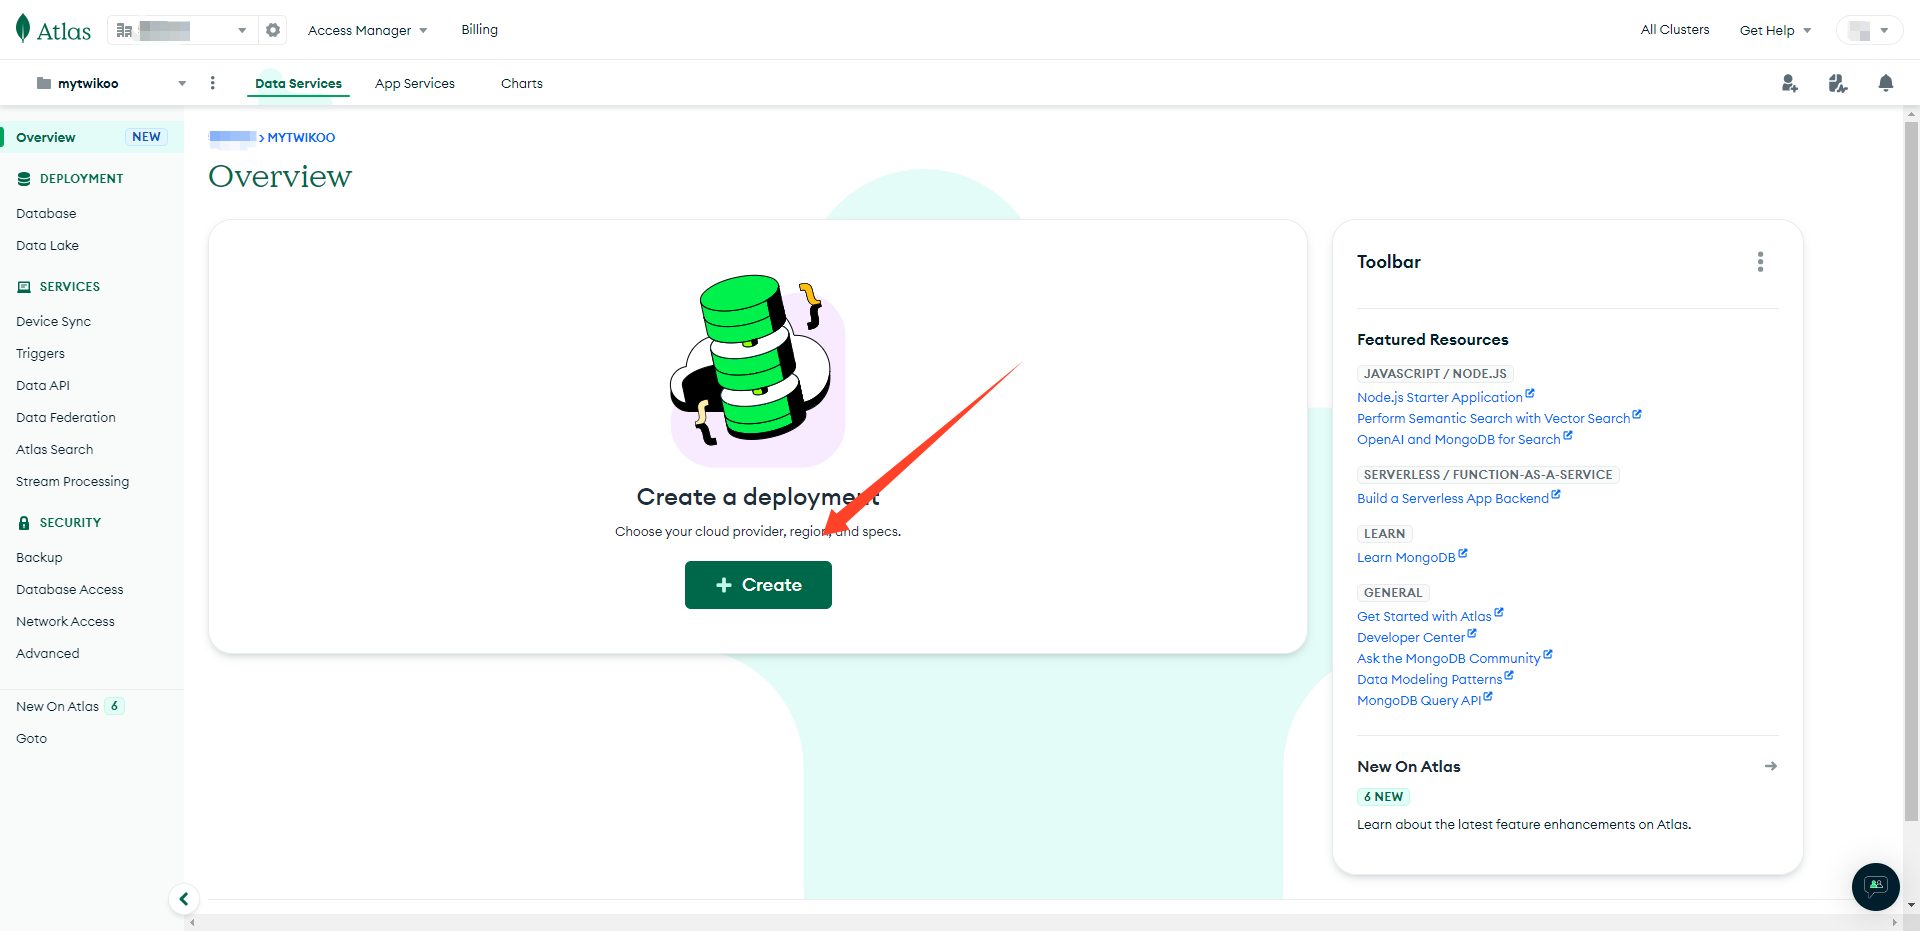 Atlas
Access Manager
Billing
All Clusters
Get Help
mytwikoo
Data Services
App Services
Charts
Overview
NEW
DEPLOYMENT
Database
Data Lake
SERVICES
Device Sync
Triggers
Data API
Data Federation
Atlas Search
Stream Processing
SECURITY
Backup
Database Access
Network Access
Advanced
New On Atlas 6
Goto
> MYTWIKOO
Overview
Create a deployment
Choose your cloud provider, region, and specs.
+ Create
Toolbar
Featured Resources
JAVASCRIPT / NODE.JS
Node.js Starter Application
Perform Semantic Search with Vector Search
OpenAI and MongoDB for Search
SERVERLESS / FUNCTION-AS-A-SERVICE
Build a Serverless App Backend
LEARN
Learn MongoDB
GENERAL
Get Started with Atlas
Developer Center
Ask the MongoDB Community
Data Modeling Patterns
MongoDB Query API
New On Atlas
6 NEW
Learn about the latest feature enhancements on Atlas.